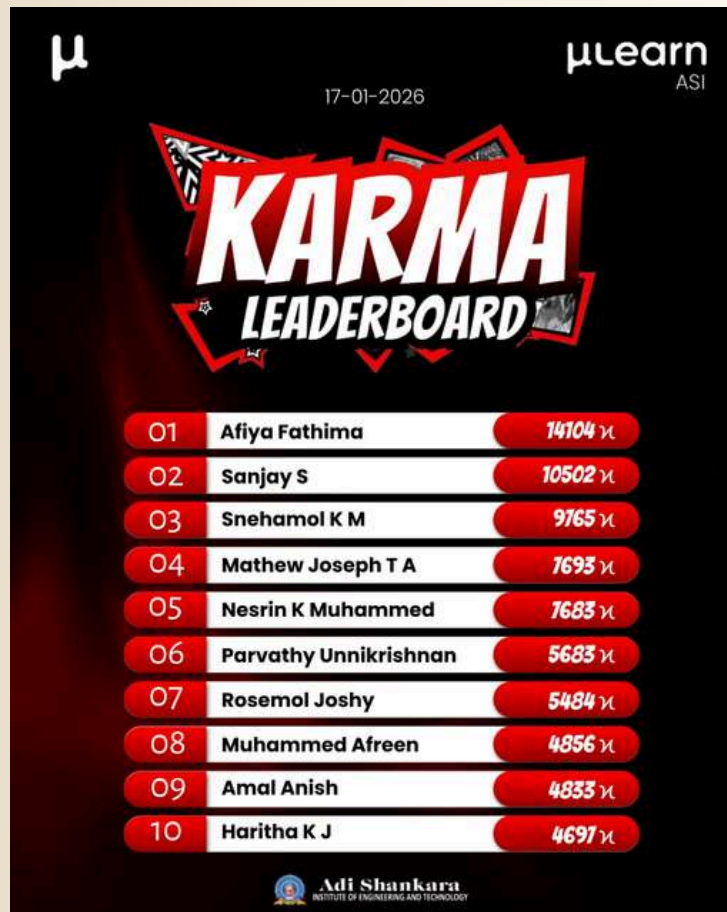 µ
µLearn
ASI
17-01-2026
KARMA
LEADERBOARD
01 Afiya Fathima 14104 ϰ
02 Sanjay S 10502 ϰ
03 Snehamol K M 9765 ϰ
04 Mathew Joseph T A 7693 ϰ
05 Nesrin K Muhammed 7683 ϰ
06 Parvathy Unnikrishnan 5683 ϰ
07 Rosemol Joshy 5484 ϰ
08 Muhammed Afreen 4856 ϰ
09 Amal Anish 4833 ϰ
10 Haritha K J 4697 ϰ
Adi Shankara
INSTITUTE OF ENGINEERING AND TECHNOLOGY